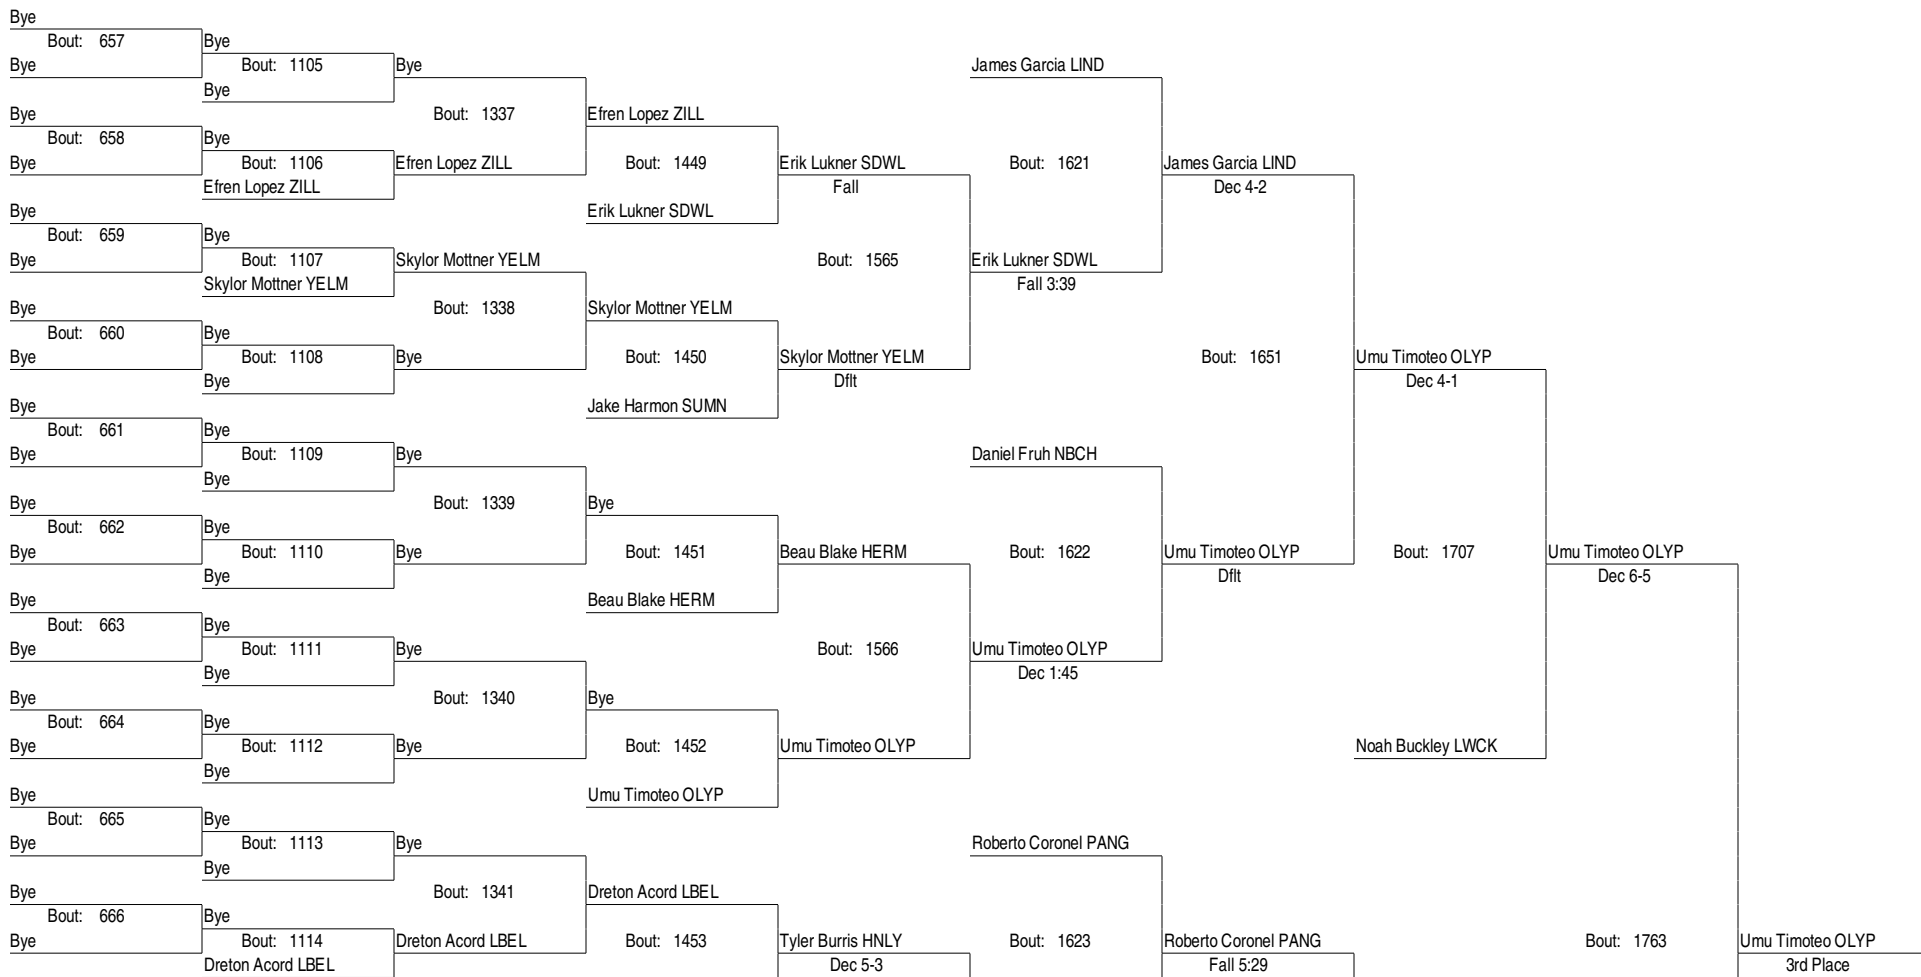 Bye
Bout: 657 Bye
Bye Bout: 1105 Bye James Garcia LIND
Bye
Bye Bout: 1337 Efren Lopez ZILL
Bout: 658 Bye
Bye Bout: 1106 Efren Lopez ZILL Bout: 1449 Erik Lukner SDWL Bout: 1621 James Garcia LIND
Efren Lopez ZILL Fall Dec 4-2
Bye Erik Lukner SDWL
Bout: 659 Bye
Bye Bout: 1107 Skylor Mottner YELM Bout: 1565 Erik Lukner SDWL
Skylor Mottner YELM Fall 3:39
Bye Bout: 1338 Skylor Mottner YELM
Bout: 660 Bye
Bye Bout: 1108 Bye Bout: 1450 Skylor Mottner YELM Bout: 1651 Umu Timoteo OLYP
Bye Dflt Dec 4-1
Bye Jake Harmon SUMN
Bout: 661 Bye
Bye Bout: 1109 Bye Daniel Fruh NBCH
Bye
Bye Bout: 1339 Bye
Bout: 662 Bye
Bye Bout: 1110 Bye Bout: 1451 Beau Blake HERM Bout: 1622 Umu Timoteo OLYP Bout: 1707 Umu Timoteo OLYP
Bye Dflt Dec 6-5
Bye Beau Blake HERM
Bout: 663 Bye
Bye Bout: 1111 Bye Bout: 1566 Umu Timoteo OLYP
Bye Dec 1:45
Bye Bout: 1340 Bye
Bout: 664 Bye
Bye Bout: 1112 Bye Bout: 1452 Umu Timoteo OLYP Noah Buckley LWCK
Bye
Bye Umu Timoteo OLYP
Bout: 665 Bye
Bye Bout: 1113 Bye Roberto Coronel PANG
Bye
Bye Bout: 1341 Dreton Acord LBEL
Bout: 666 Bye
Bye Bout: 1114 Dreton Acord LBEL Bout: 1453 Tyler Burris HNLY Bout: 1623 Roberto Coronel PANG Bout: 1763 Umu Timoteo OLYP
Dreton Acord LBEL Dec 5-3 Fall 5:29 3rd Place